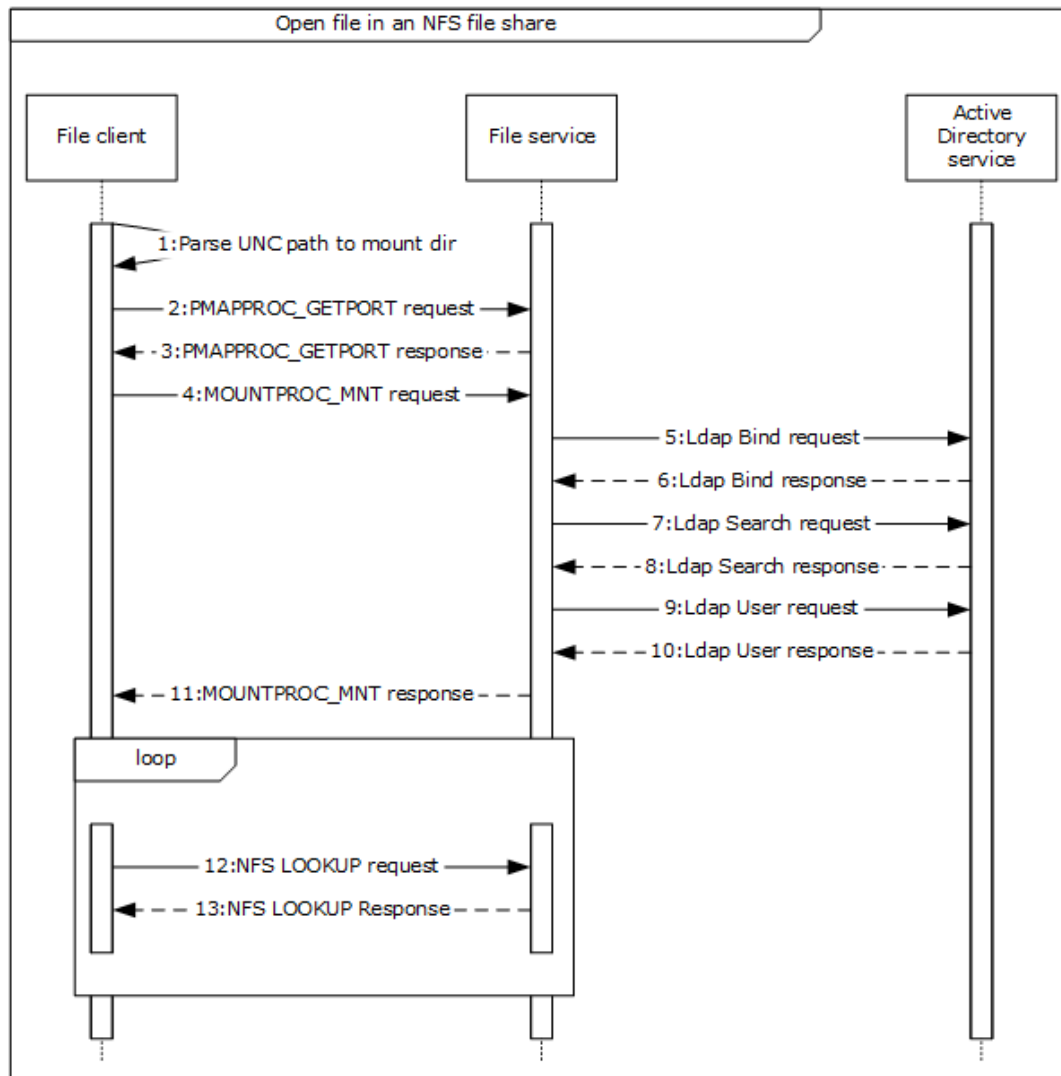 Open file in an NFS file share
File client
File service
Active
Directory
service
1:Parse UNC path to mount dir
2:PMAPPROC_GETPORT request
3:PMAPPROC_GETPORT response
4:MOUNTPROC_MNT request
5:Ldap Bind request
6:Ldap Bind response
7:Ldap Search request
8:Ldap Search response
9:Ldap User request
10:Ldap User response
11:MOUNTPROC_MNT response
loop
12:NFS LOOKUP request
13:NFS LOOKUP Response